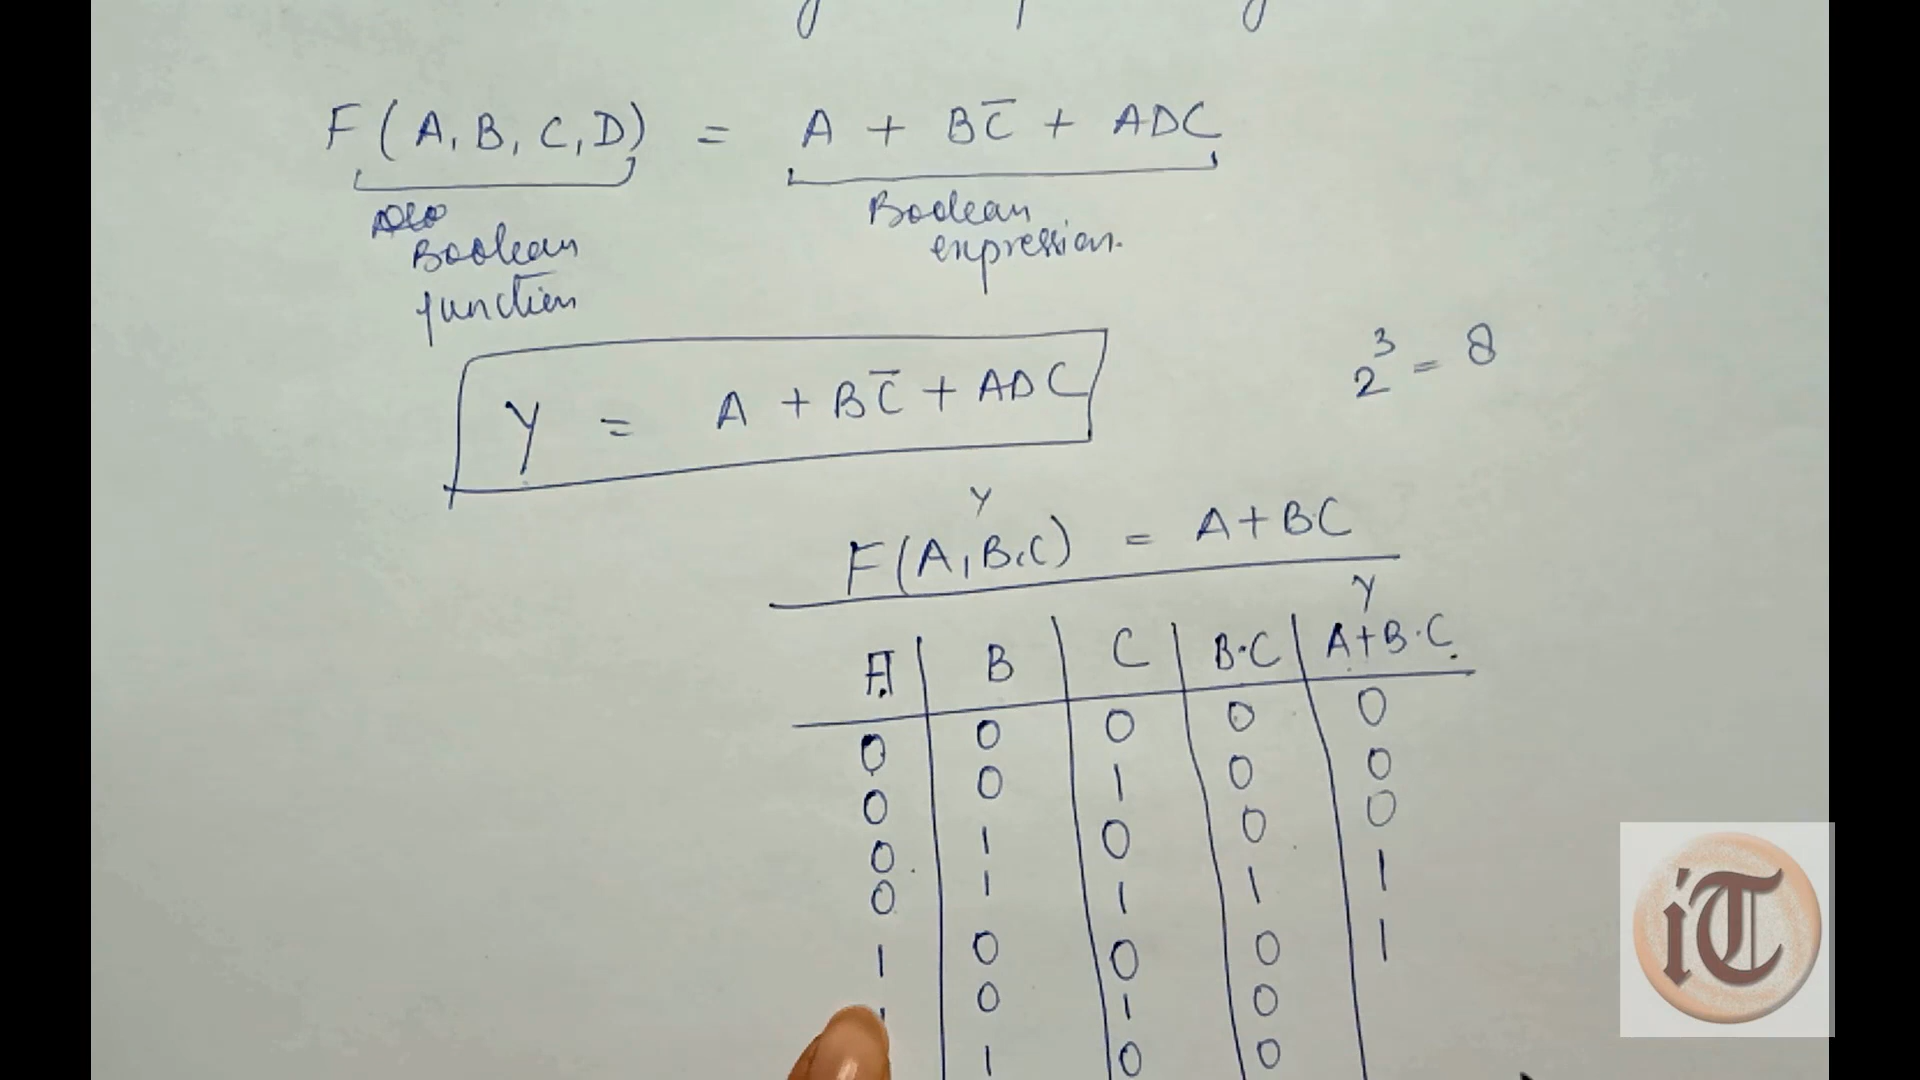 F(A,B,C,D) = A + BC̅ + ADC
Boolean function
Boolean expression.
2³ = 8
Y = A + BC̅ + ADC
Y
F(A,B,C) = A+B.C
Y
A B C B·C A+B·C
0 0 0 0 0
0 0 1 0 0
0 1 0 0 0
0 1 1 1 1
1 0 0 0 1
0 1 0
1 0 0
iT